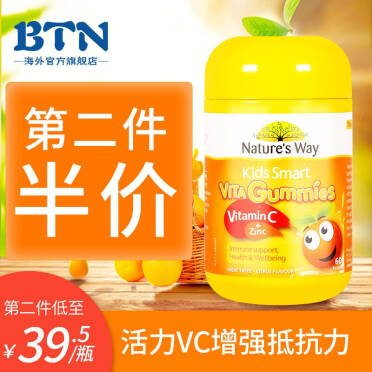 BTN
海外官方旗舰店
第二件
半价
Nature's Way
Kids Smart
VITA Gummies
Vitamin C
+
Zinc
Immune support,
Health & Wellbeing
第二件低至
¥39.5/瓶
活力VC增强抵抗力